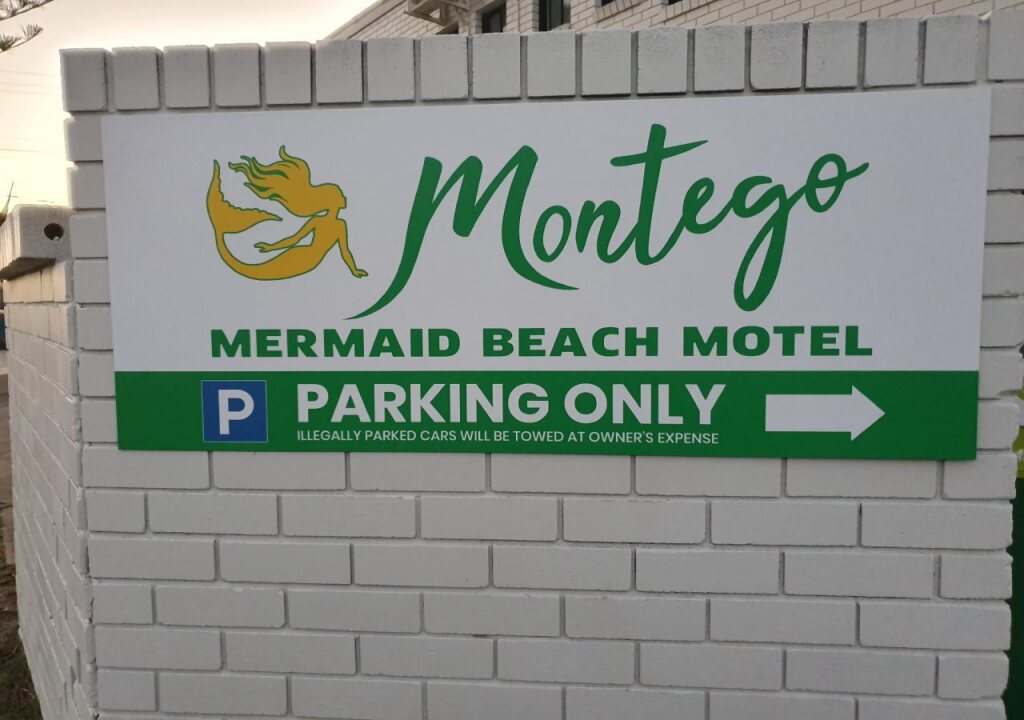 Montego
MERMAID BEACH MOTEL
P PARKING ONLY
ILLEGALLY PARKED CARS WILL BE TOWED AT OWNER'S EXPENSE